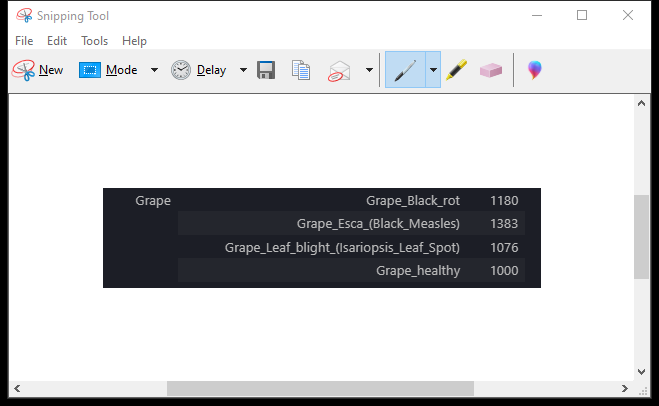 Snipping Tool
File Edit Tools Help
New Mode Delay
Grape Grape_Black_rot 1180
Grape_Esca_(Black_Measles) 1383
Grape_Leaf_blight_(Isariopsis_Leaf_Spot) 1076
Grape_healthy 1000